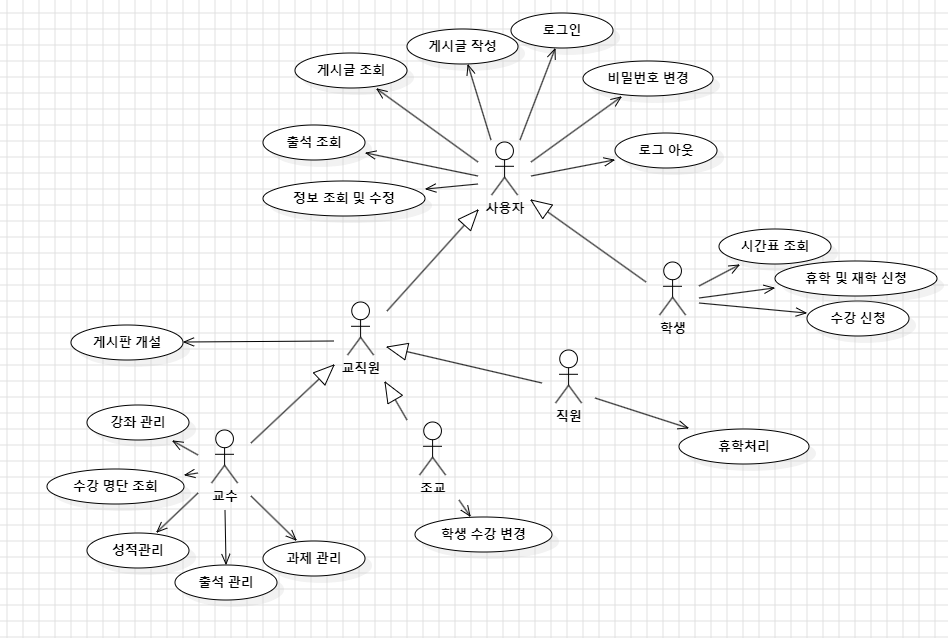 로그인
게시글 작성
게시글 조회
비밀번호 변경
출석 조회
로그 아웃
정보 조회 및 수정
사용자
시간표 조회
휴학 및 재학 신청
수강 신청
학생
게시판 개설
교직원
직원
강좌 관리
휴학처리
수강 명단 조회
교수
조교
학생 수강 변경
성적관리
과제 관리
출석 관리